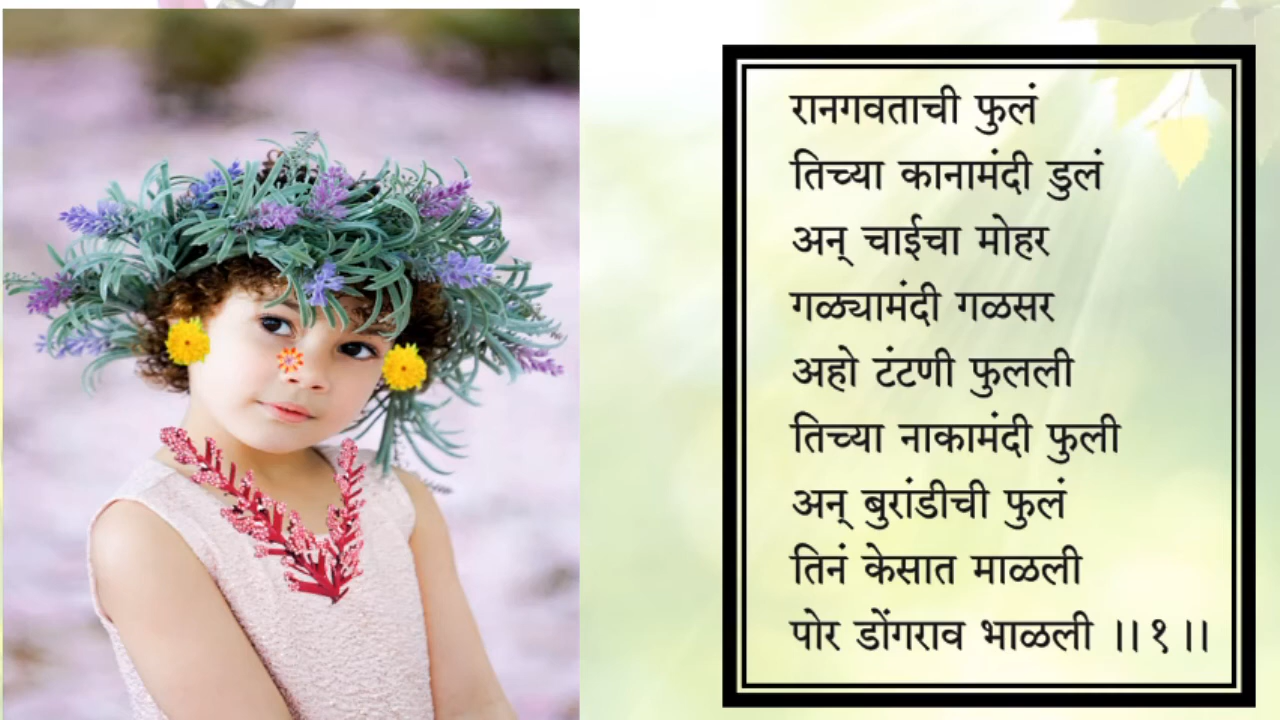 रानगवताची फुलं
तिच्या कानामंदी डुलं
अन् चाईचा मोहर
गळ्यामंदी गळसर
अहो टंटणी फुलली
तिच्या नाकामंदी फुली
अन् बुरांडीची फुलं
तिनं केसात माळली
पोर डोंगराव भाळली ।। १ ।।